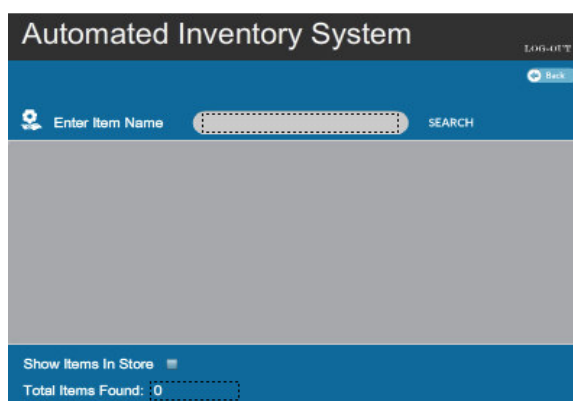 Automated Inventory System
LOG-OUT
Back
Enter Item Name SEARCH
Show Items In Store
Total Items Found: 0